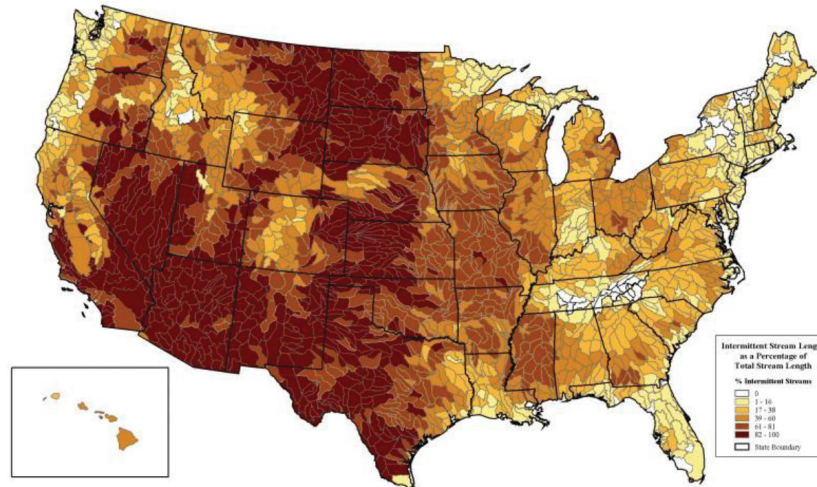 Intermittent Stream Leng
as a Percentage of
Total Stream Length
% Intermittent Streams
0
1 - 16
17 - 38
39 - 60
61 - 81
82 - 100
State Boundary